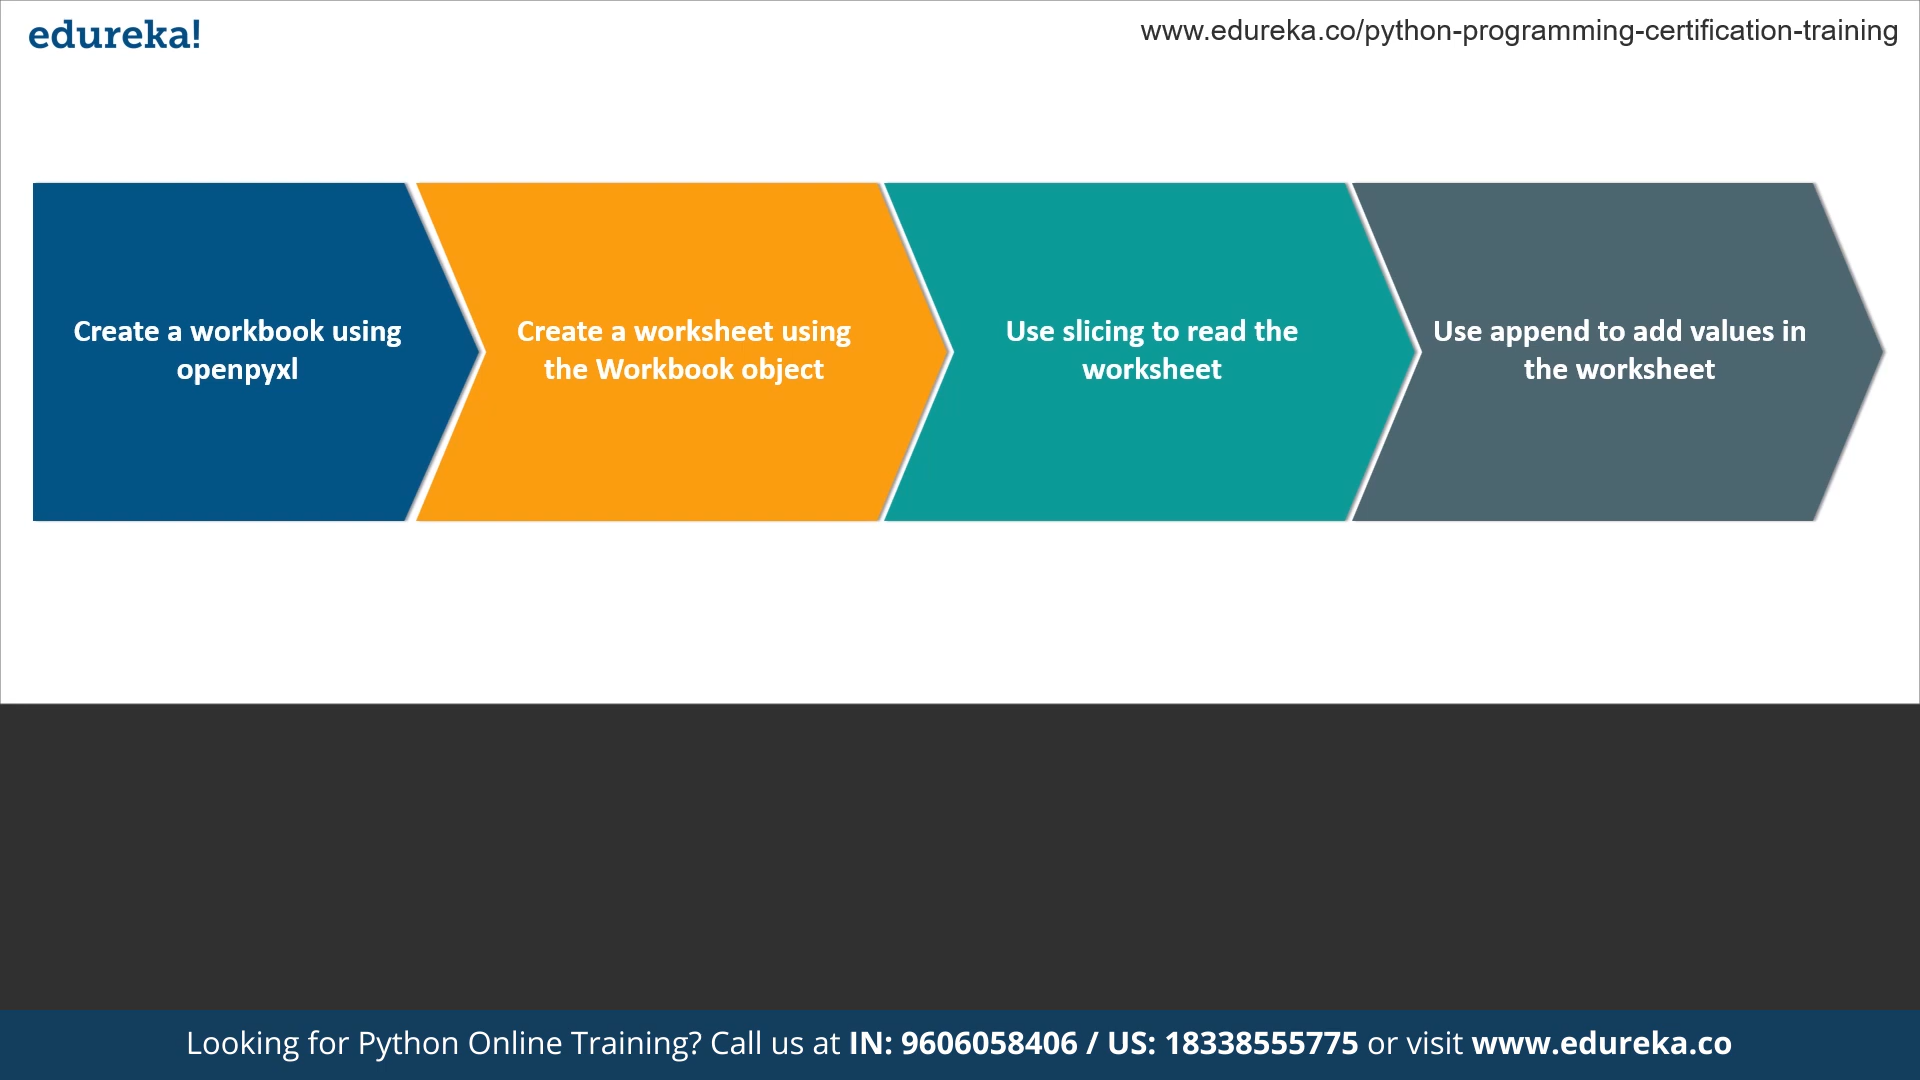 edureka!
www.edureka.co/python-programming-certification-training
Create a workbook using
openpyxl
Create a worksheet using
the Workbook object
Use slicing to read the
worksheet
Use append to add values in
the worksheet
Looking for Python Online Training? Call us at IN: 9606058406 / US: 18338555775 or visit www.edureka.co